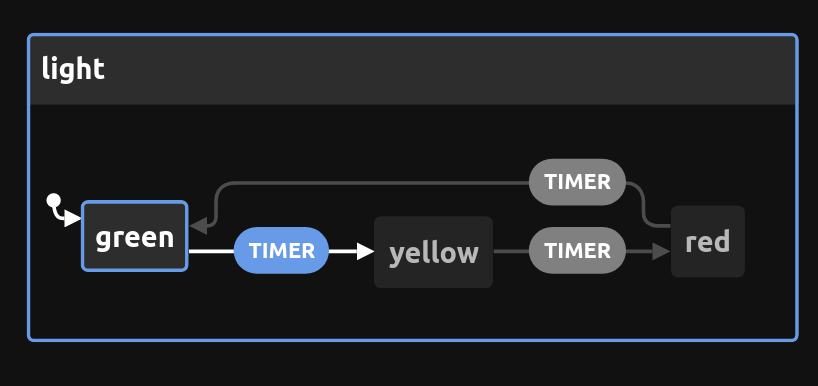 light
TIMER
green
TIMER
yellow
TIMER
red